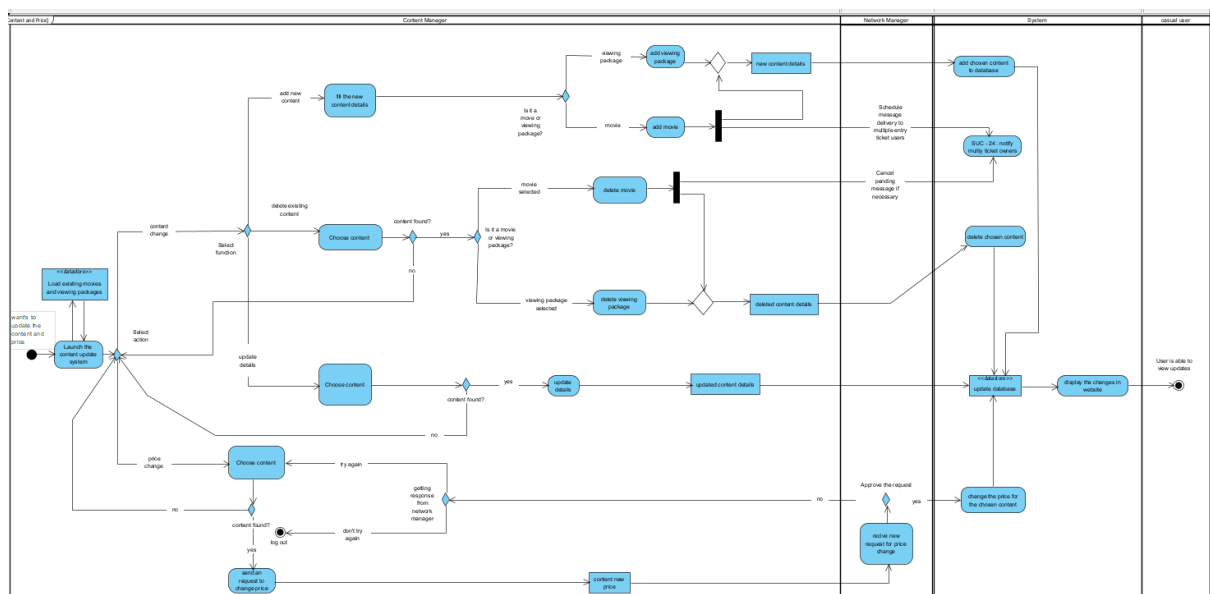 Content and Price]
Content Manager
Network Manager
System
casual user
viewing
package
add viewing
package
new content details
add chosen content
to database
add new
content
fill the new
content details
Is it a
move or
viewing
package?
movie
add movie
Schedule
message
delivery to
multiple entry
ticket users
SUC - 24 : notify
multiy ticket owners
movie
selected
delete movie
Cancel
pending
message if
necessary
delete existing
content
content
change
Select
function
Choose content
content found?
yes
no
Is it a movie
or viewing
package?
delete chosen content
<<datastore>>
Load existing movies
and viewing packages
viewing package
selected
delete viewing
package
deleted content details
wants to
update the
content and
price
Launch the
content update
system
Select
action
update
details
Choose content
yes
content found?
no
update
details
updated content details
<<datastore>>
update database
display the changes in
website
User is able to
view updates
price
change
Choose content
try again
getting
response
from
network
manager
don't try
again
log out
no
content found?
yes
send an
request to
change price
content new
price
Approve the request
no
yes
change the price for
the chosen content
recive new
request for price
change